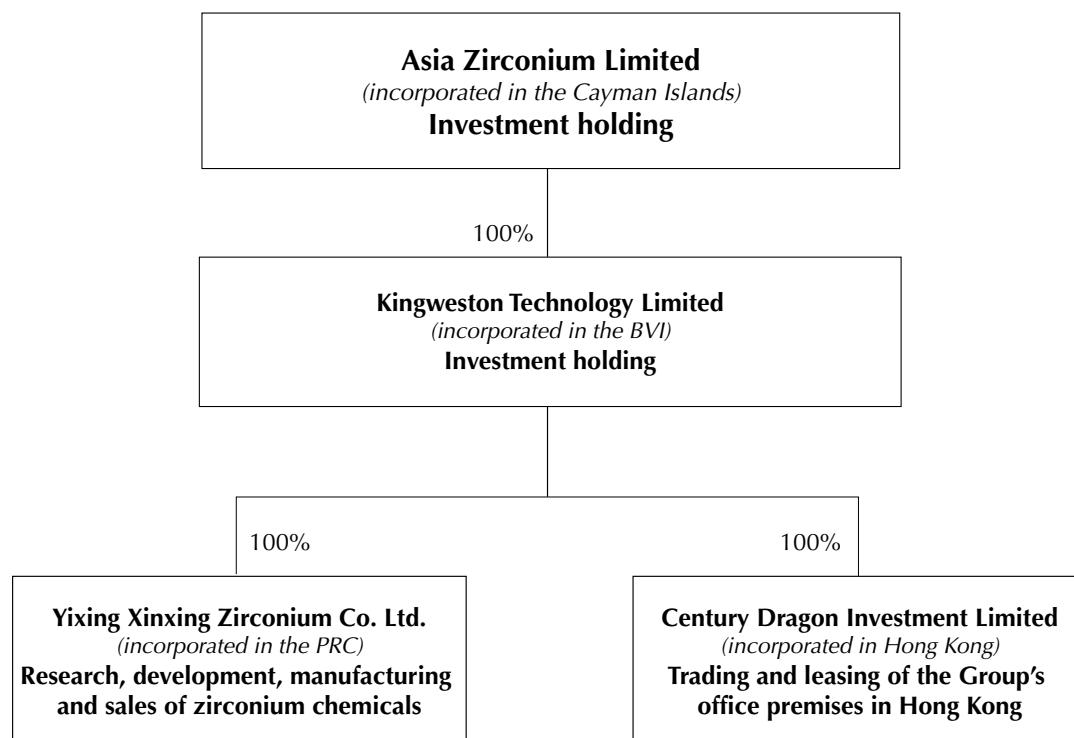 Asia Zirconium Limited
(incorporated in the Cayman Islands)
Investment holding
100%
Kingweston Technology Limited
(incorporated in the BVI)
Investment holding
100%
100%
Yixing Xinxing Zirconium Co. Ltd.
(incorporated in the PRC)
Research, development, manufacturing
and sales of zirconium chemicals
Century Dragon Investment Limited
(incorporated in Hong Kong)
Trading and leasing of the Group’s
office premises in Hong Kong